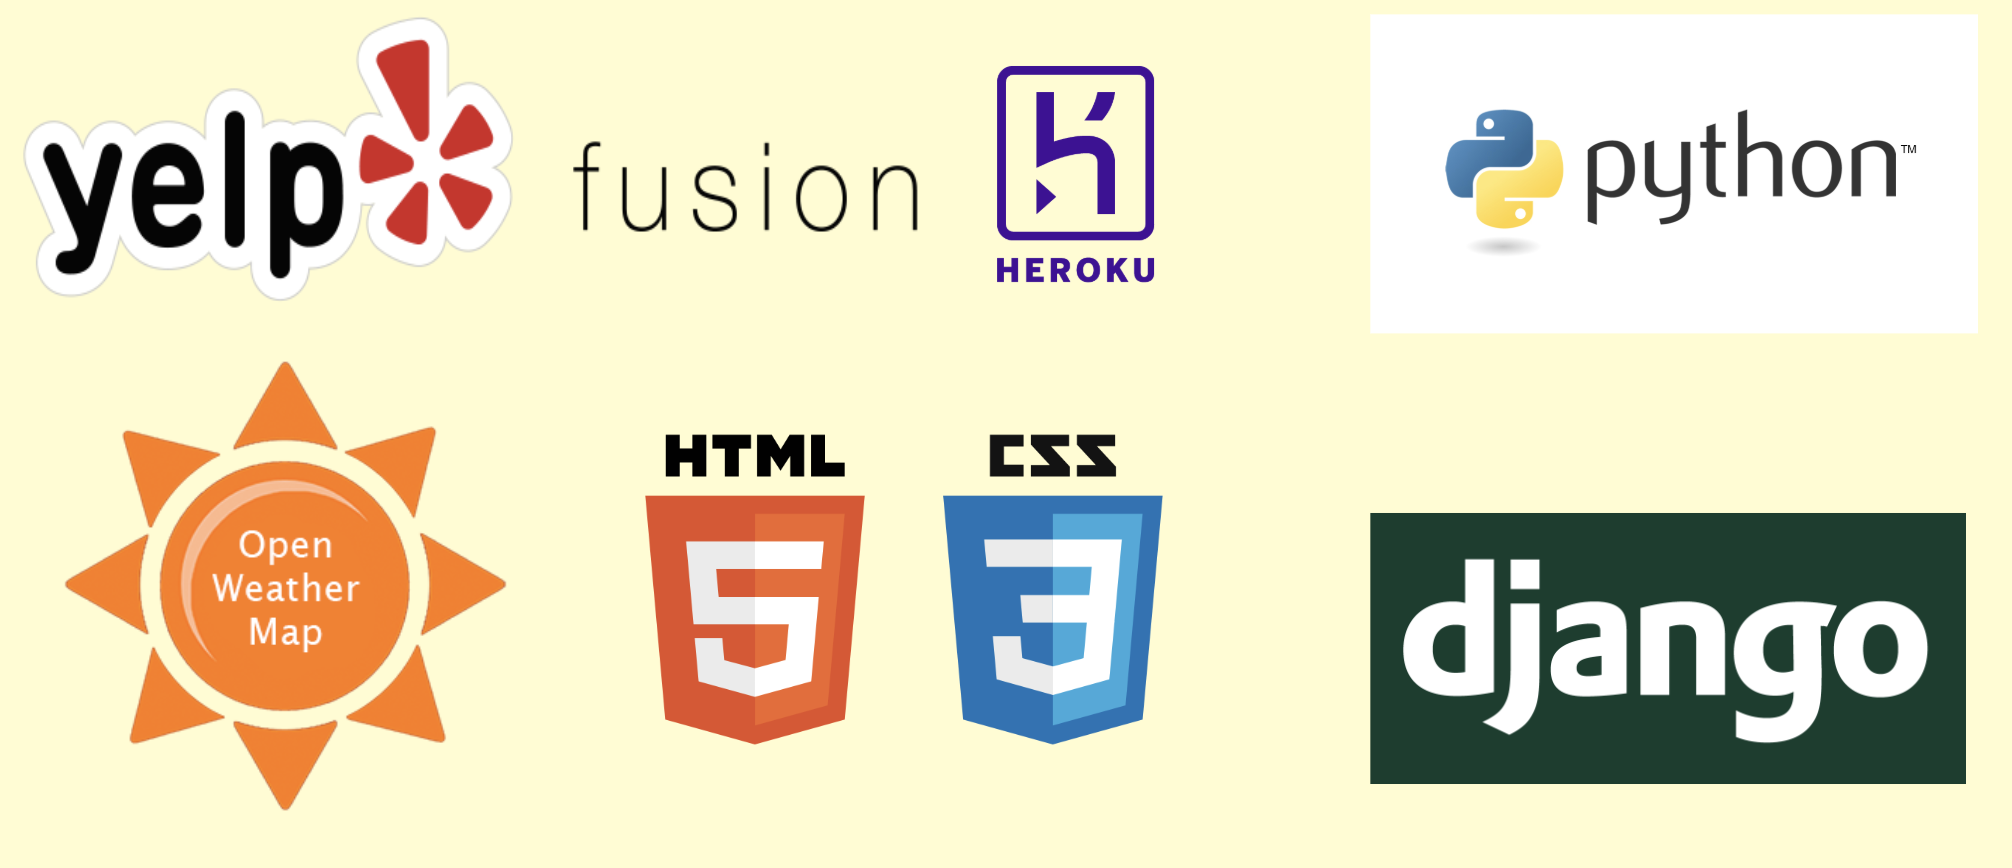 yelp fusion
HEROKU
python™
Open
Weather
Map
HTML
5
CSS
3
django